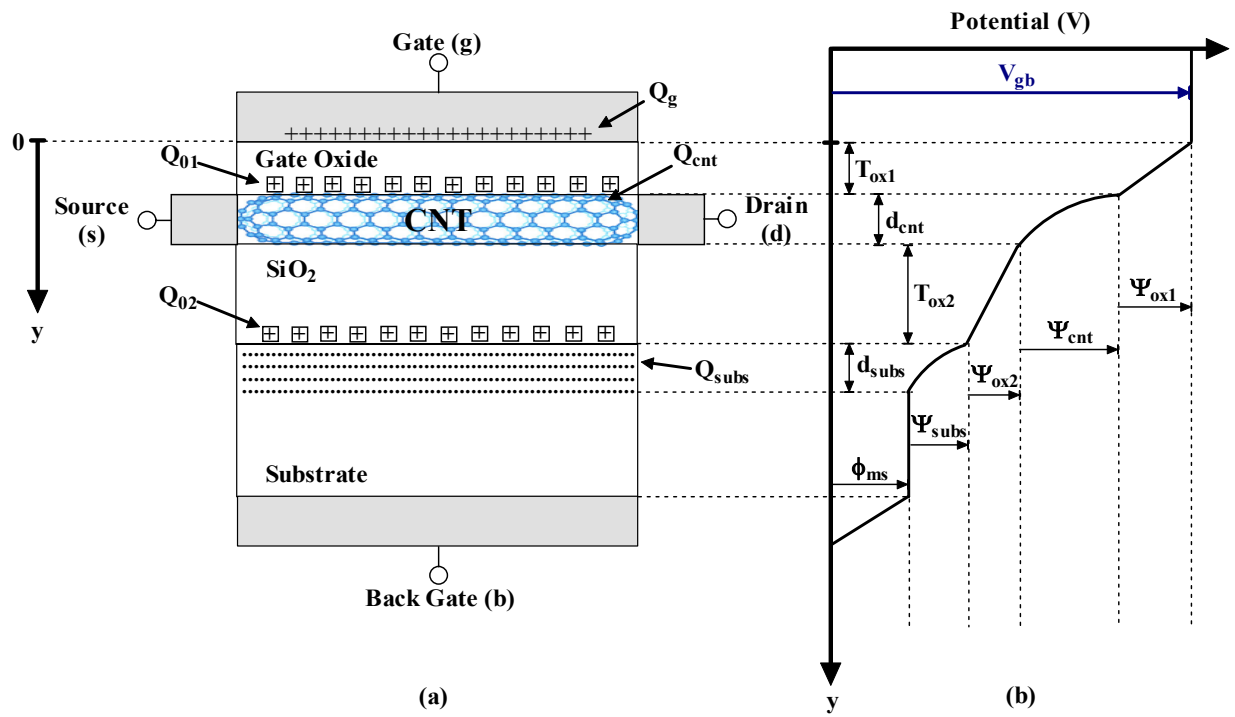 Potential (V)
Gate (g)
V_gb
Q_g
0
Gate Oxide
Q_01
Q_cnt
T_ox1
Source
(s)
CNT
Drain
(d)
d_cnt
SiO₂
Ψ_ox1
T_ox2
Q_02
y
Ψ_cnt
d_subs
Q_subs
Ψ_ox2
Ψ_subs
Substrate
ϕ_ms
Back Gate (b)
(a)
(b)
y